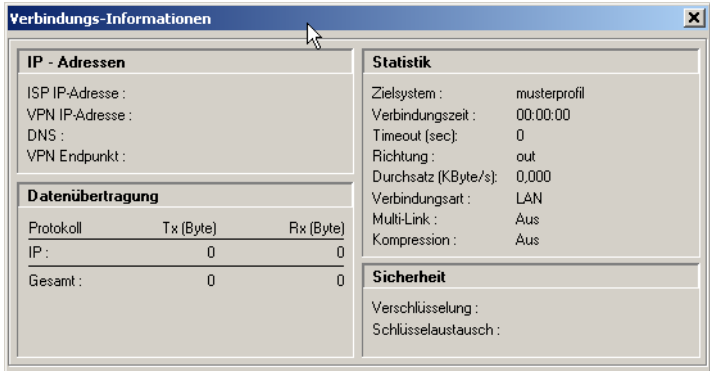 Verbindungs-Informationen
IP - Adressen
ISP IP-Adresse :
VPN IP-Adresse :
DNS :
VPN Endpunkt :
Datenübertragung
Protokoll Tx (Byte) Rx (Byte)
IP : 0 0
Gesamt : 0 0
Statistik
Zielsystem : musterprofil
Verbindungszeit : 00:00:00
Timeout (sec): 0
Richtung : out
Durchsatz (KByte/s): 0,000
Verbindungsart : LAN
Multi-Link : Aus
Kompression : Aus
Sicherheit
Verschlüsselung :
Schlüsselaustausch :